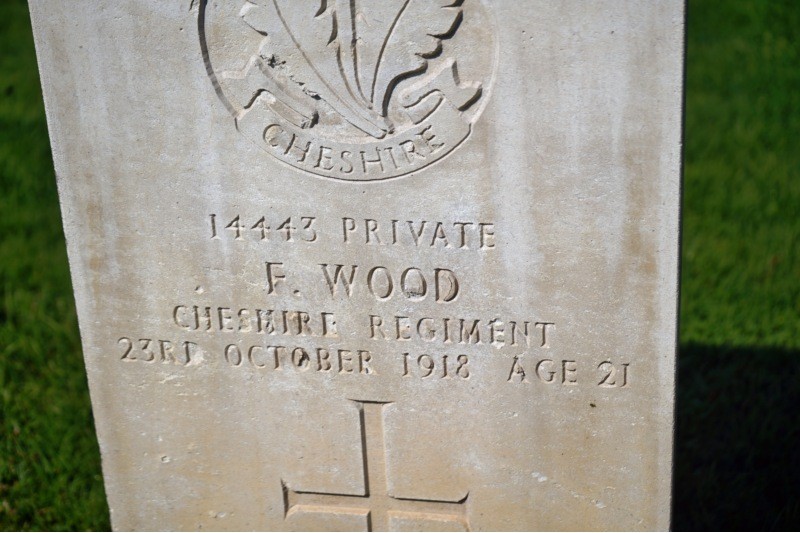 CHESHIRE
14443 PRIVATE
F. WOOD
CHESHIRE REGIMENT
23RD OCTOBER 1918 AGE 21